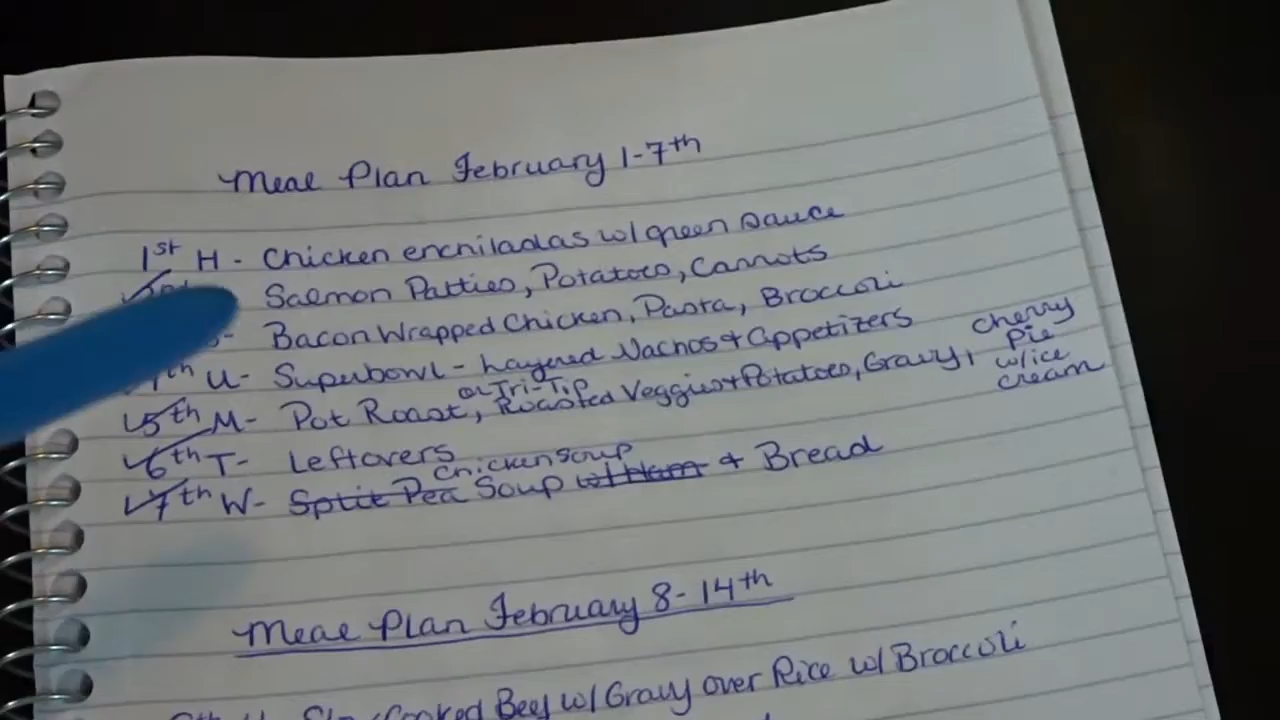 Meal Plan February 1-7th
1st H - Chicken enchiladas w/green sauce
Salmon Patties, Potatoes, Carrots
Bacon Wrapped Chicken, Pasta, Broccoli
U - Superbowl - Layered Nachos & Appetizers
or Tri-Tip
5th M - Pot Roast, Roasted Veggies & Potatoes, Gravy, cherry pie w/ice cream
6th T - Leftovers
chicken soup
7th W - Split Pea Soup w/ Ham & Bread
Meal Plan February 8-14th
Cooked Beef w/ Gravy over Rice w/ Broccoli